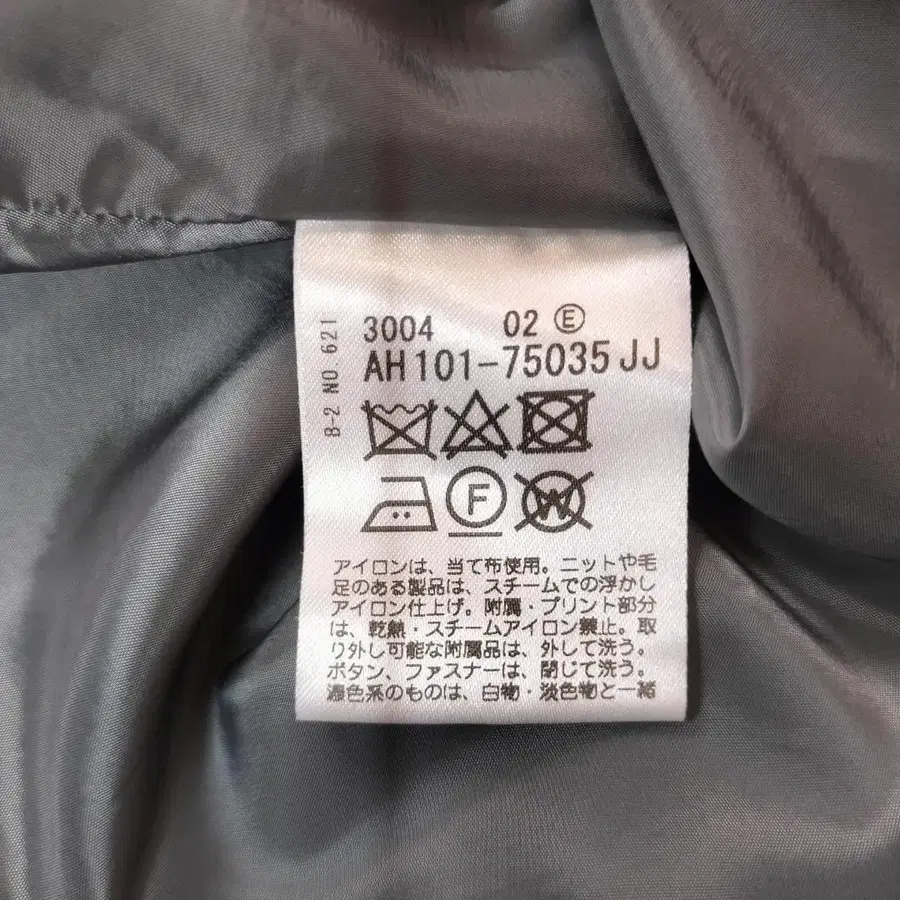 B-2 NO.621
3004 02 Ⓔ
AH101-75035JJ
F
W
アイロンは、当て布使用。ニットや毛
足のある製品は、スチームでの浮かし
アイロン仕上げ。附属・プリント部分
は、乾熱・スチームアイロン禁止。取
り外し可能な附属品は、外して洗う。
ボタン、ファスナーは、閉じて洗う。
濃色系のものは、白物・淡色物と一緒